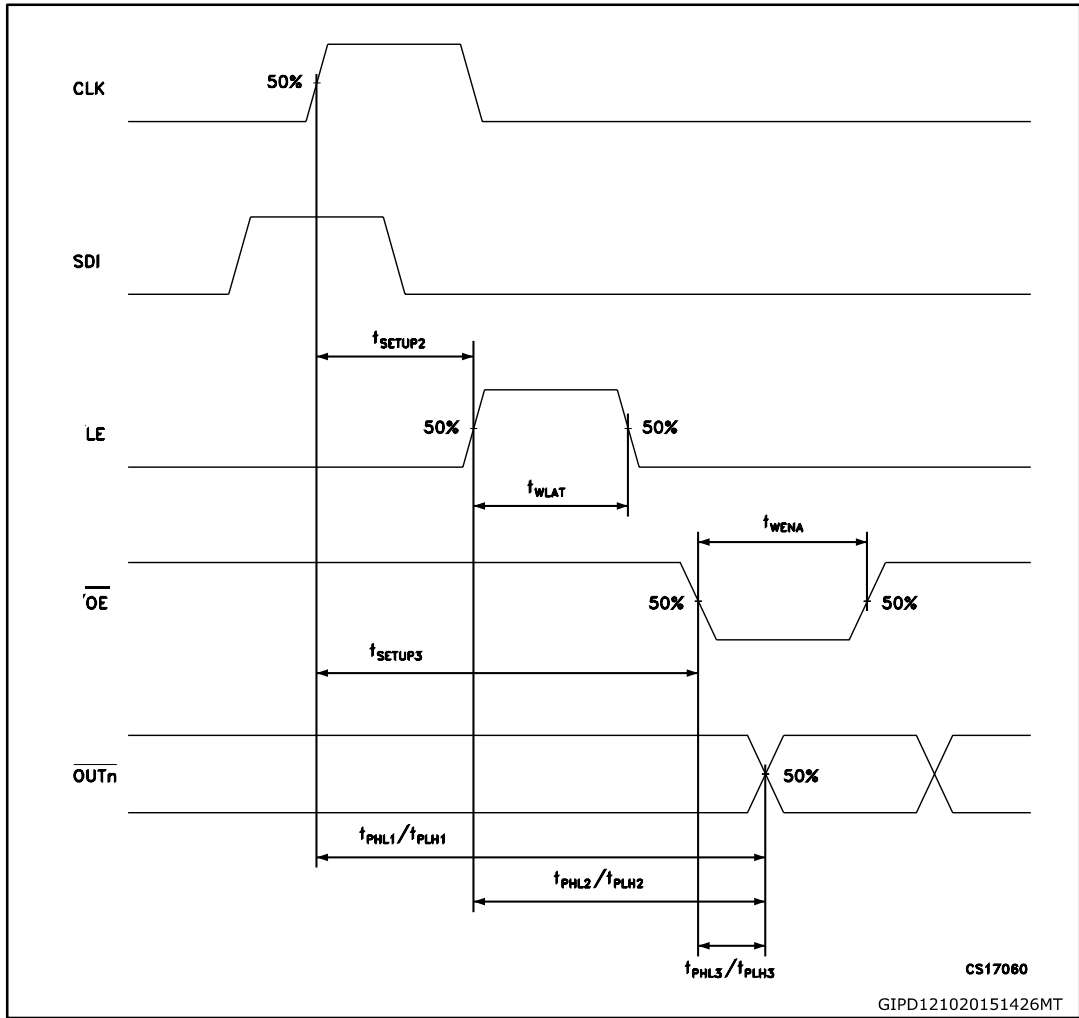 50%
CLK
SDI
tSETUP2
50%
50%
LE
tWLAT
tWENA
OE
50%
50%
tSETUP3
OUTn
50%
tPHL1/tPLH1
tPHL2/tPLH2
tPHL3/tPLH3
CS17060
GIPD121020151426MT